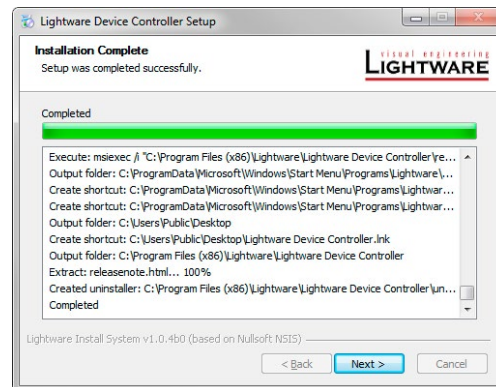 Lightware Device Controller Setup
Installation Complete
Setup was completed successfully.
visual engineering
LIGHTWARE
Completed
Execute: msiexec /i "C:\Program Files (x86)\Lightware\Lightware Device Controller\re...
Output folder: C:\ProgramData\Microsoft\Windows\Start Menu\Programs\Lightware\...
Create shortcut: C:\ProgramData\Microsoft\Windows\Start Menu\Programs\Lightwar...
Create shortcut: C:\ProgramData\Microsoft\Windows\Start Menu\Programs\Lightwar...
Output folder: C:\Users\Public\Desktop
Create shortcut: C:\Users\Public\Desktop\Lightware Device Controller.lnk
Output folder: C:\Program Files (x86)\Lightware\Lightware Device Controller
Extract: releasenote.html... 100%
Created uninstaller: C:\Program Files (x86)\Lightware\Lightware Device Controller\un...
Completed
Lightware Install System v1.0.4b0 (based on Nullsoft NSIS)
< Back
Next >
Cancel